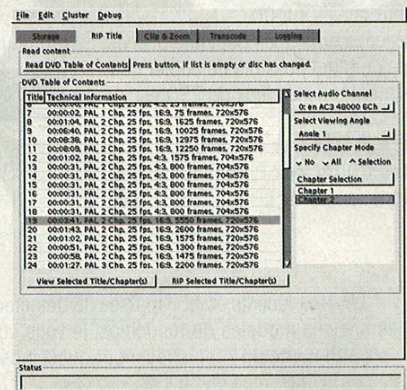 File Edit Cluster Debug
Storage RIP Title Clip & Zoom Transcode Logging
Read content
Read DVD Table of Contents Press button, if list is empty or disc has changed.
DVD Table of Contents
Title Technical Information
7 00:00:02, PAL, 1 Chp, 25 fps, 16:9, 75 frames, 720x576
8 00:01:04, PAL, 1 Chp, 25 fps, 16:9, 1625 frames, 720x576
9 00:06:40, PAL, 2 Chp, 25 fps, 16:9, 10025 frames, 720x576
10 00:08:38, PAL, 2 Chp, 25 fps, 16:9, 12975 frames, 720x576
11 00:08:09, PAL, 2 Chp, 25 fps, 16:9, 12250 frames, 720x576
12 00:01:02, PAL, 2 Chp, 25 fps, 4:3, 1575 frames, 704x576
13 00:00:31, PAL, 2 Chp, 25 fps, 4:3, 800 frames, 704x576
14 00:00:31, PAL, 2 Chp, 25 fps, 4:3, 800 frames, 704x576
15 00:00:31, PAL, 2 Chp, 25 fps, 4:3, 800 frames, 704x576
16 00:00:31, PAL, 2 Chp, 25 fps, 4:3, 800 frames, 704x576
17 00:00:31, PAL, 2 Chp, 25 fps, 4:3, 800 frames, 704x576
18 00:00:31, PAL, 2 Chp, 25 fps, 4:3, 800 frames, 704x576
19 00:03:41, PAL, 2 Chp, 25 fps, 16:9, 5550 frames, 720x576
20 00:01:43, PAL, 2 Chp, 25 fps, 16:9, 2600 frames, 720x576
21 00:01:02, PAL, 2 Chp, 25 fps, 16:9, 1575 frames, 720x576
22 00:00:51, PAL, 2 Chp, 25 fps, 16:9, 1300 frames, 720x576
23 00:00:58, PAL, 2 Chp, 25 fps, 16:9, 1475 frames, 720x576
24 00:01:27, PAL, 3 Chp, 25 fps, 16:9, 2200 frames, 720x576
View Selected Title/Chapter(s) RIP Selected Title/Chapter(s)
Select Audio Channel
0: en AC3 48000 6Ch
Select Viewing Angle
Angle 1
Specify Chapter Mode
No All Selection
Chapter Selection
Chapter 1
Chapter 2
Status